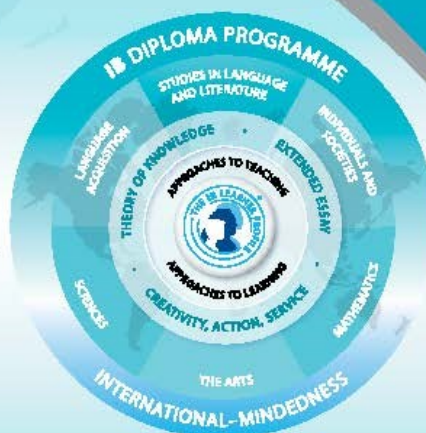 IB DIPLOMA PROGRAMME
STUDIES IN LANGUAGE
AND LITERATURE
LANGUAGE
ACQUISITION
INDIVIDUALS AND
SOCIETIES
THEORY OF KNOWLEDGE
EXTENDED ESSAY
APPROACHES TO TEACHING
THE IB LEARNER PROFILE
APPROACHES TO LEARNING
CREATIVITY, ACTION, SERVICE
SCIENCES
MATHEMATICS
THE ARTS
INTERNATIONAL-MINDEDNESS